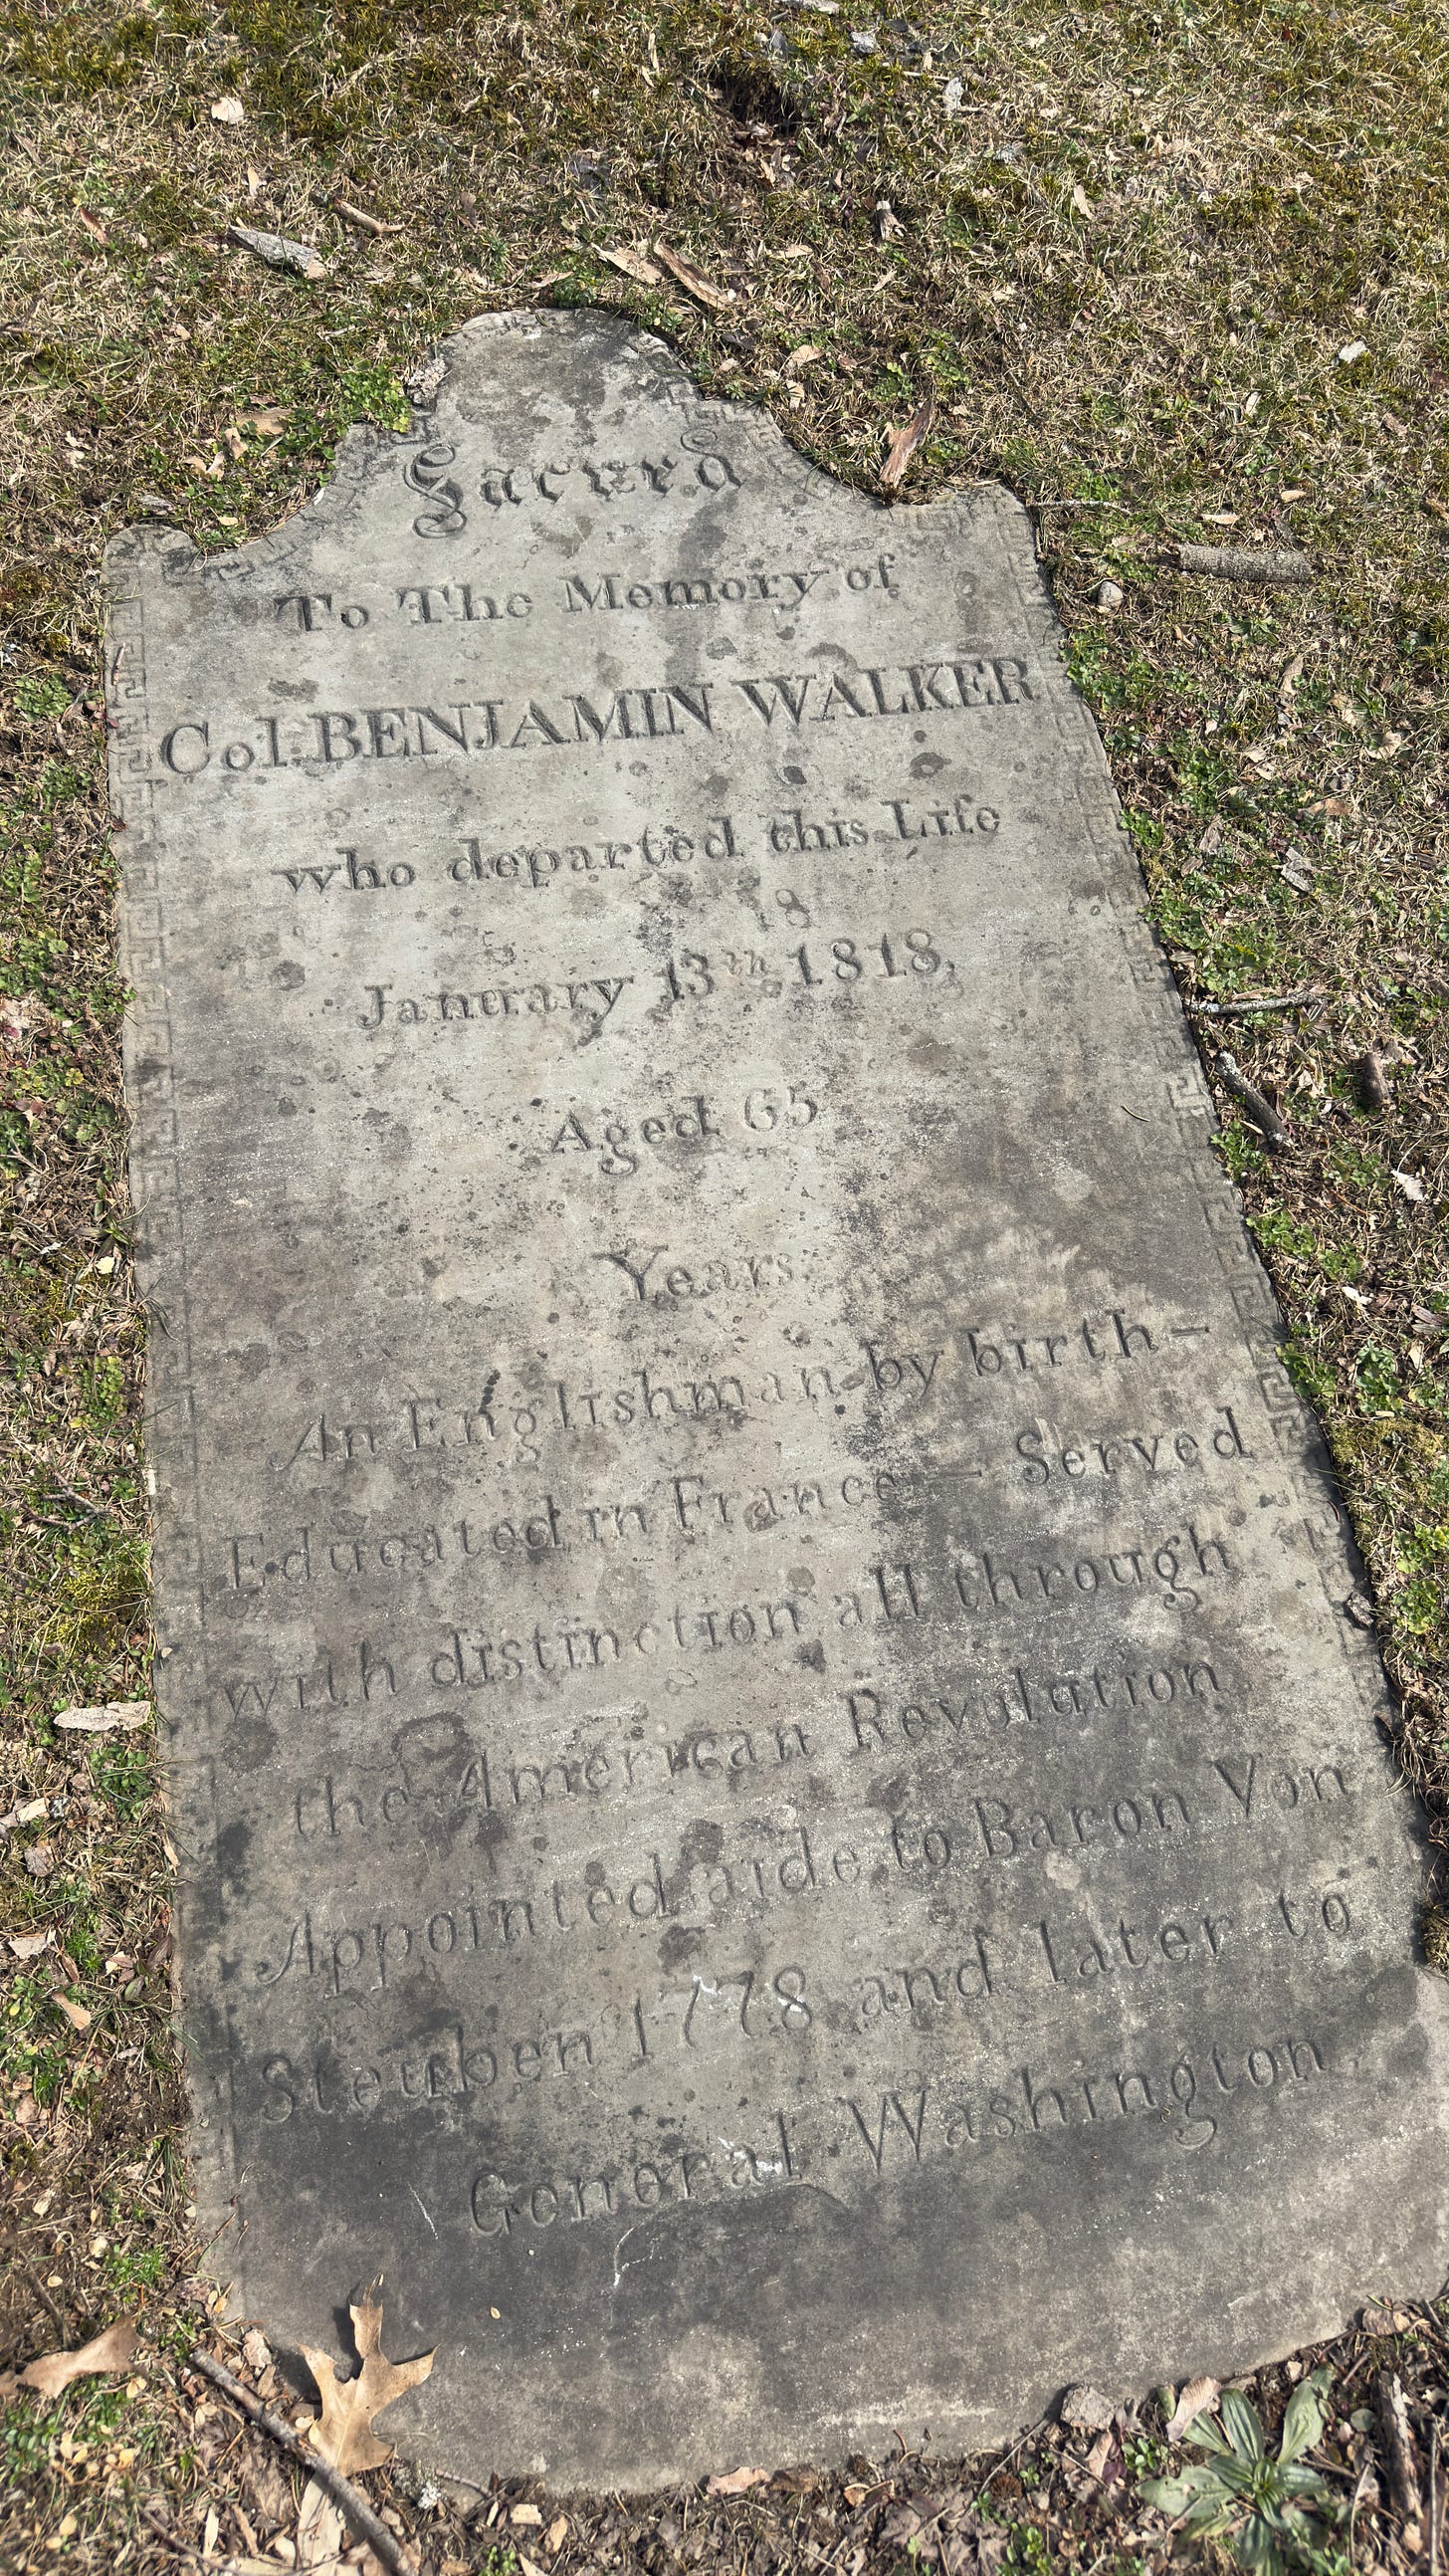 Sacred
To The Memory of
Col. BENJAMIN WALKER
who departed this Life
18
January 13th 1818,
Aged 65
Years.
An Englishman by birth -
Educated in France - Served
with distinction all through
the American Revolution
Appointed aide to Baron Von
Steuben 1778 and later to
General Washington